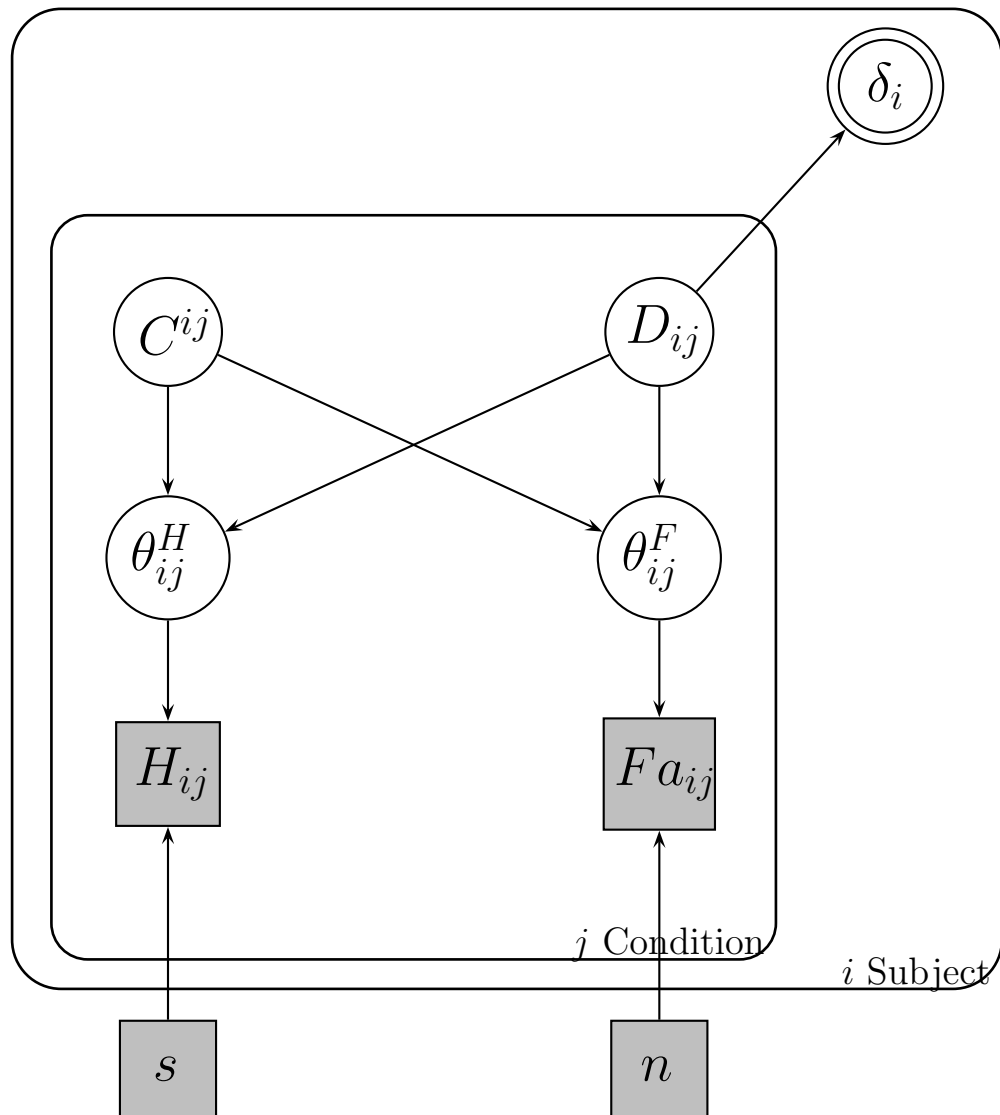 δ_i
C^{ij}
D_{ij}
θ^H_{ij}
θ^F_{ij}
H_{ij}
Fa_{ij}
j Condition
i Subject
s
n